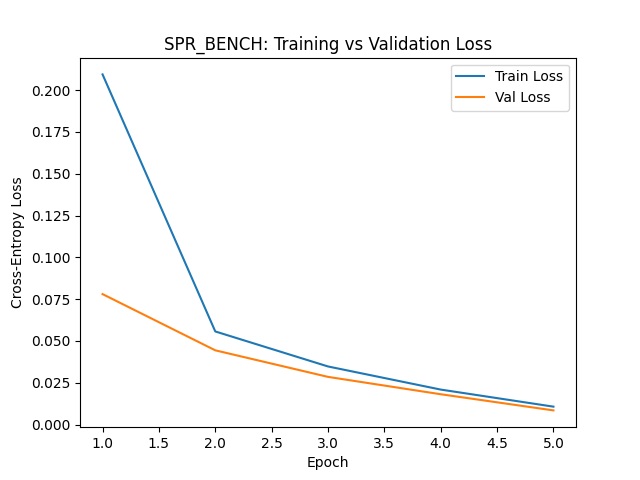 SPR_BENCH: Training vs Validation Loss
Train Loss
Val Loss
0.200
0.175
0.150
0.125
0.100
0.075
0.050
0.025
0.000
Cross-Entropy Loss
1.0 1.5 2.0 2.5 3.0 3.5 4.0 4.5 5.0
Epoch